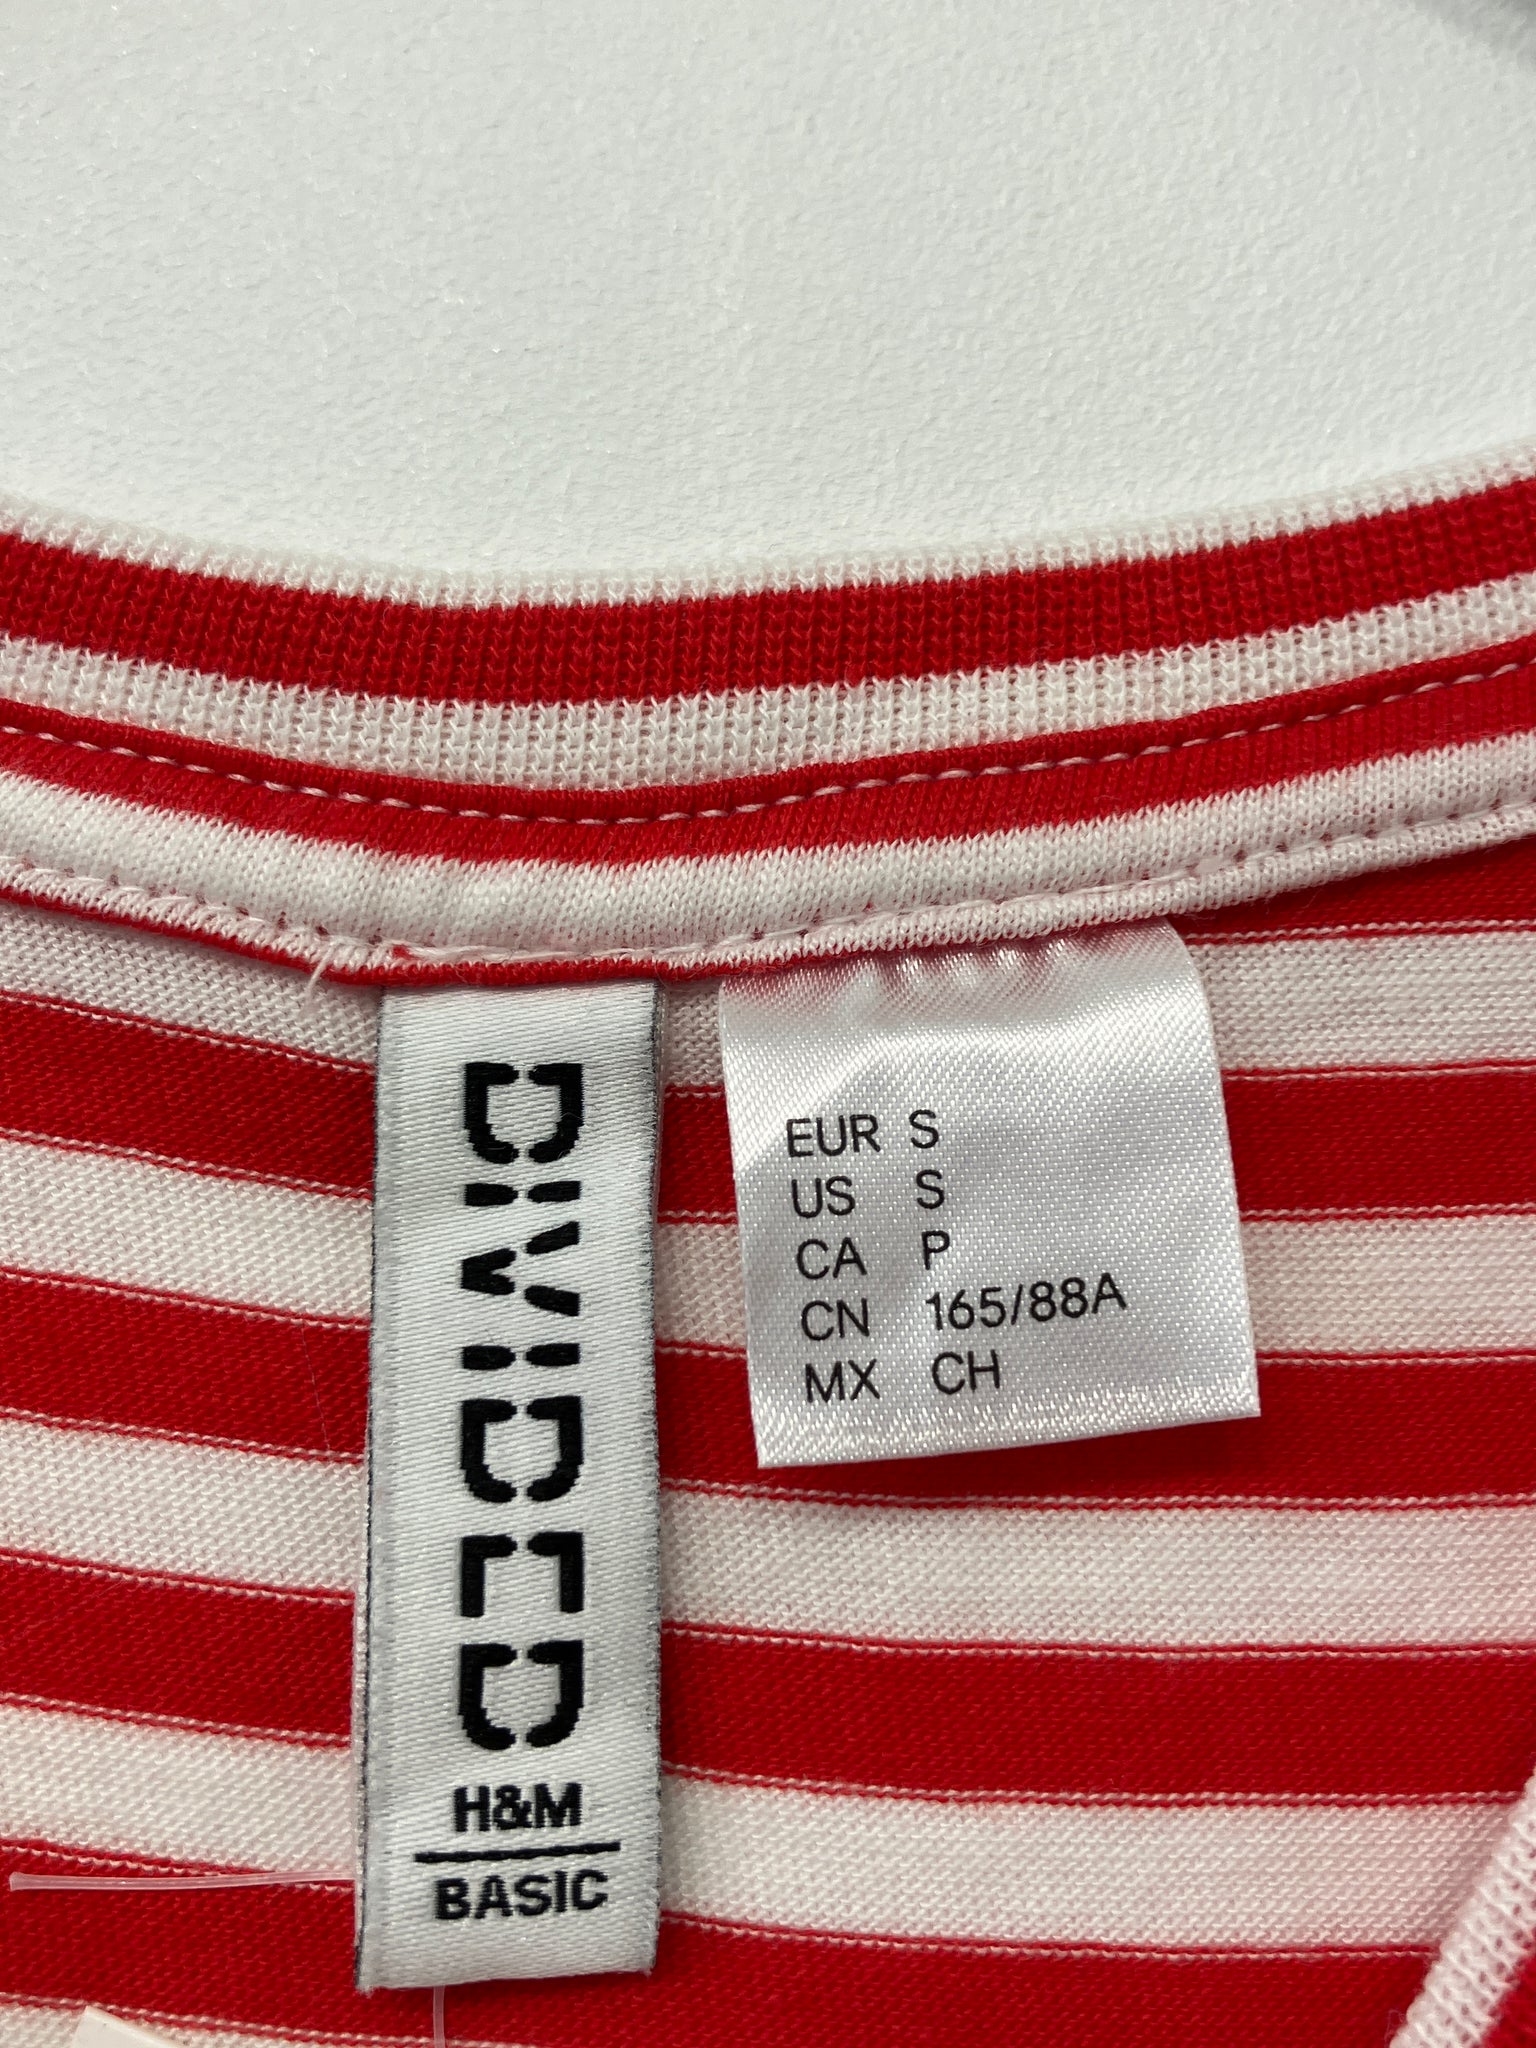 DIVIDED
H&M
BASIC
EUR S
US S
CA P
CN 165/88A
MX CH